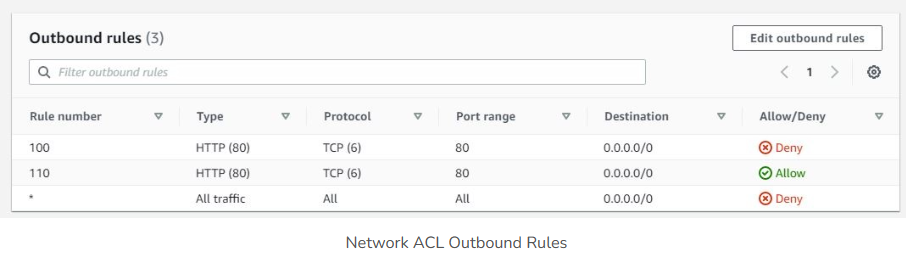 Outbound rules (3)
Edit outbound rules
Filter outbound rules
1
Rule number Type Protocol Port range Destination Allow/Deny
100 HTTP (80) TCP (6) 80 0.0.0.0/0 Deny
110 HTTP (80) TCP (6) 80 0.0.0.0/0 Allow
* All traffic All All 0.0.0.0/0 Deny
Network ACL Outbound Rules